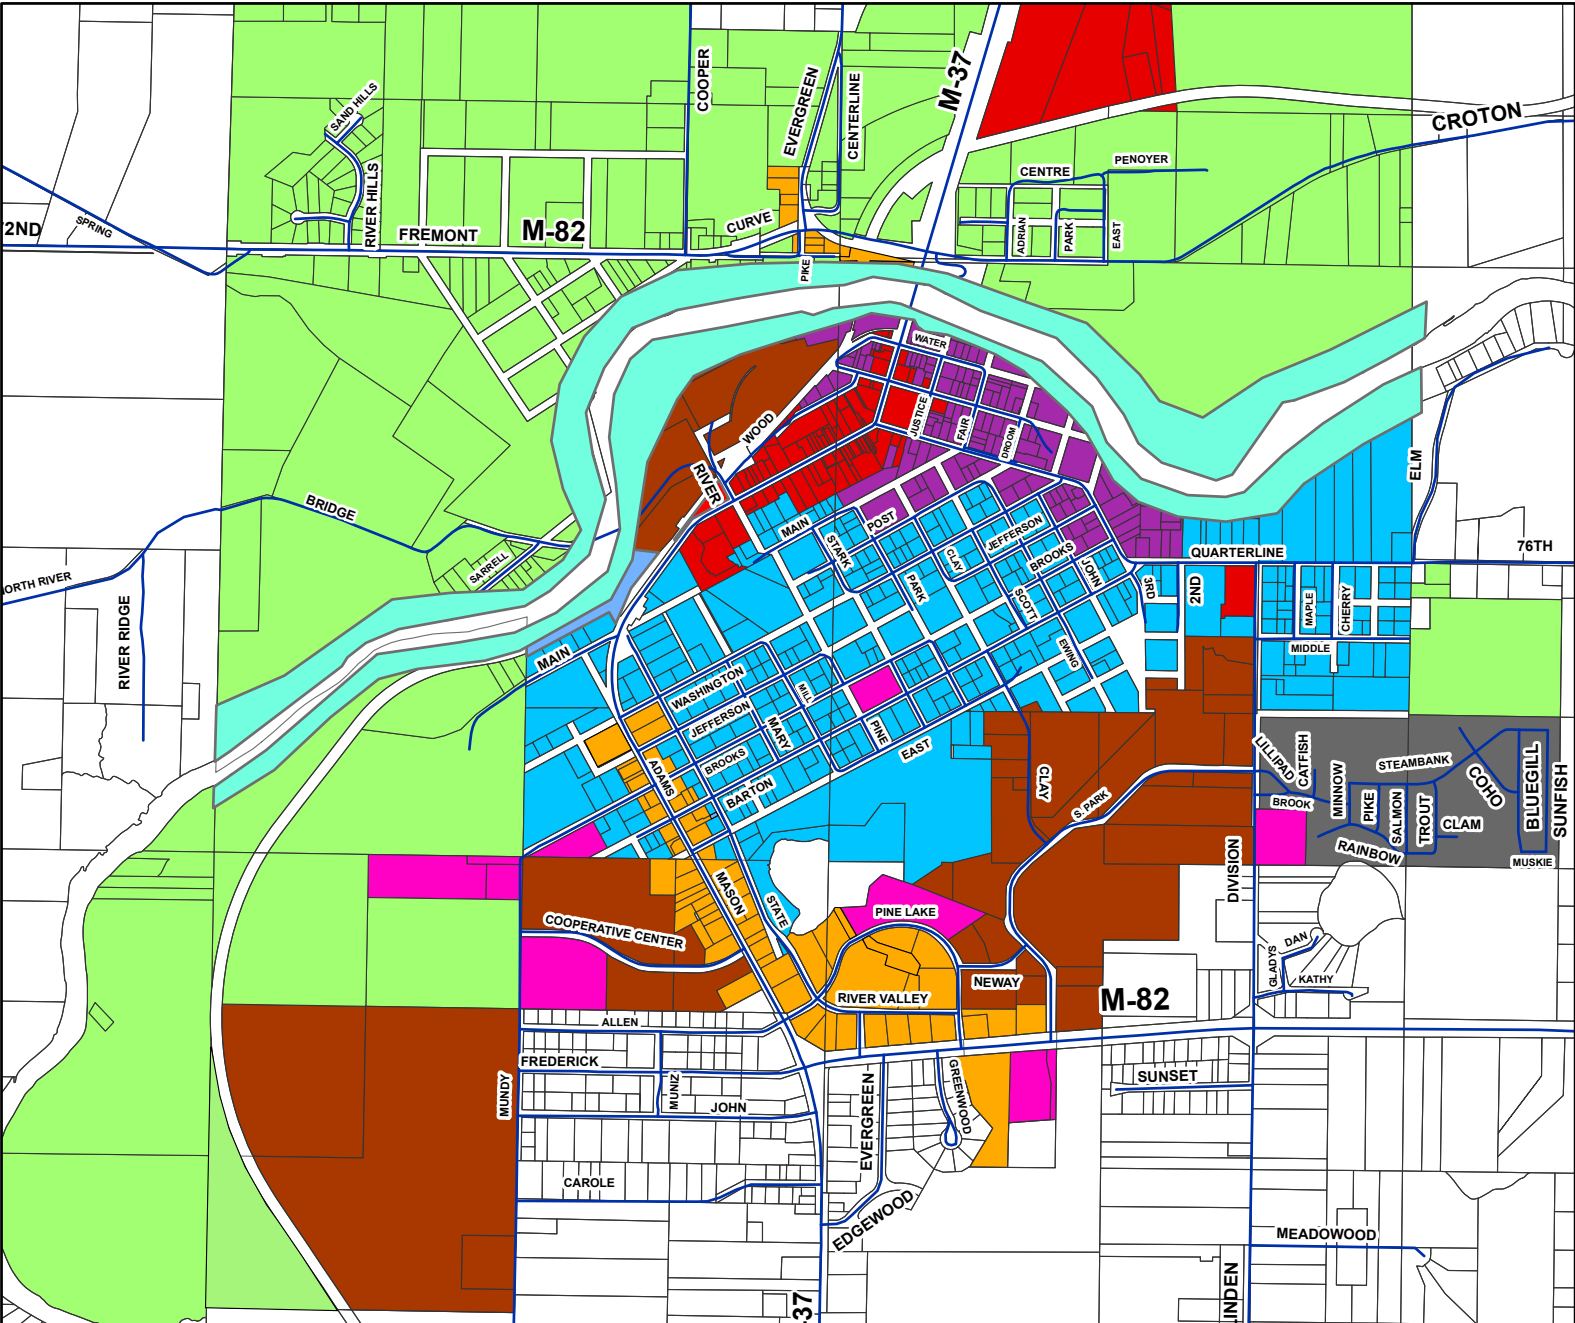 COOPER
EVERGREEN
CENTERLINE
M-37
CROTON
SAND HILLS
RIVER HILLS
PENOYER
CENTRE
ADRIAN
PARK
EAST
72ND
SPRING
FREMONT
M-82
CURVE
PIKE
WATER
JUSTICE
FAIR
DROOM
WOOD
RIVER
ELM
BRIDGE
MAIN
POST
STARK
JEFFERSON
CLAY
BROOKS
JOHN
QUARTERLINE
76TH
SARRELL
NORTH RIVER
RIVER RIDGE
PARK
SCOTT
3RD
2ND
MAPLE
CHERRY
MIDDLE
EWING
MAIN
WASHINGTON
MILL
JEFFERSON
MARY
PINE
EAST
BROOKS
ADAMS
BARTON
CLAY
S. PARK
LILLIPAD
CATFISH
STEAMBANK
COHO
BLUEGILL
SUNFISH
MINNOW
BROOK
PIKE
SALMON
TROUT
CLAM
RAINBOW
MUSKIE
DIVISION
MASON
STATE
PINE LAKE
COOPERATIVE CENTER
DAN
GLADYS
KATHY
NEWAY
RIVER VALLEY
M-82
ALLEN
FREDERICK
MUNDY
MUNIZ
JOHN
EVERGREEN
GREENWOOD
SUNSET
CAROLE
EDGEWOOD
MEADOWOOD
LINDEN
-37